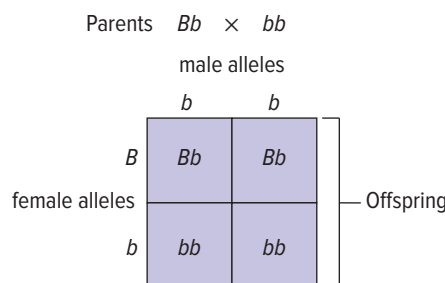 Parents Bb × bb
male alleles
b b
B Bb Bb
female alleles
Offspring
b bb bb